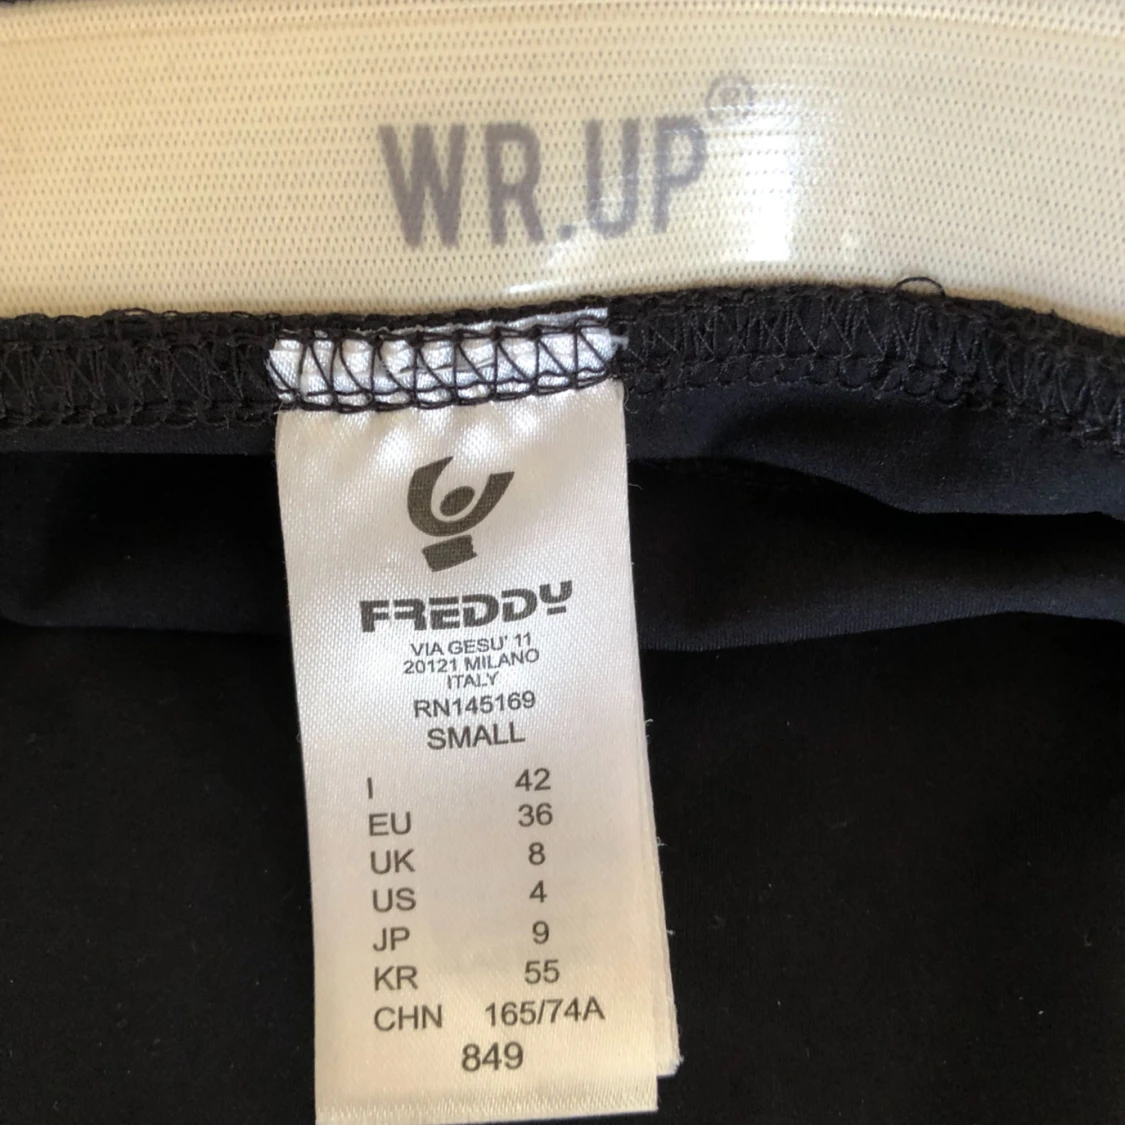 WR.UP®
FREDDY
VIA GESU' 11
20121 MILANO
ITALY
RN145169
SMALL
I 42
EU 36
UK 8
US 4
JP 9
KR 55
CHN 165/74A
849